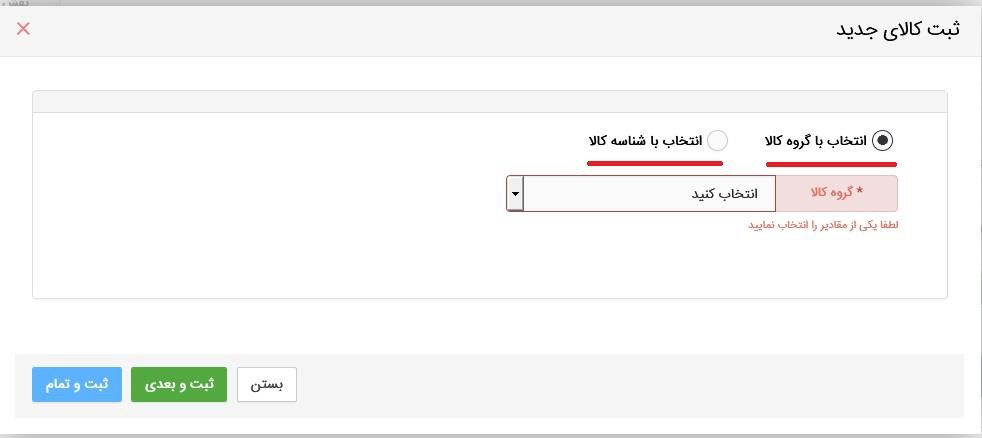 ثبت کالای جدید
انتخاب با گروه کالا انتخاب با شناسه کالا
* گروه کالا انتخاب کنید
لطفا یکی از مقادیر را انتخاب نمایید
بستن ثبت و بعدی ثبت و تمام